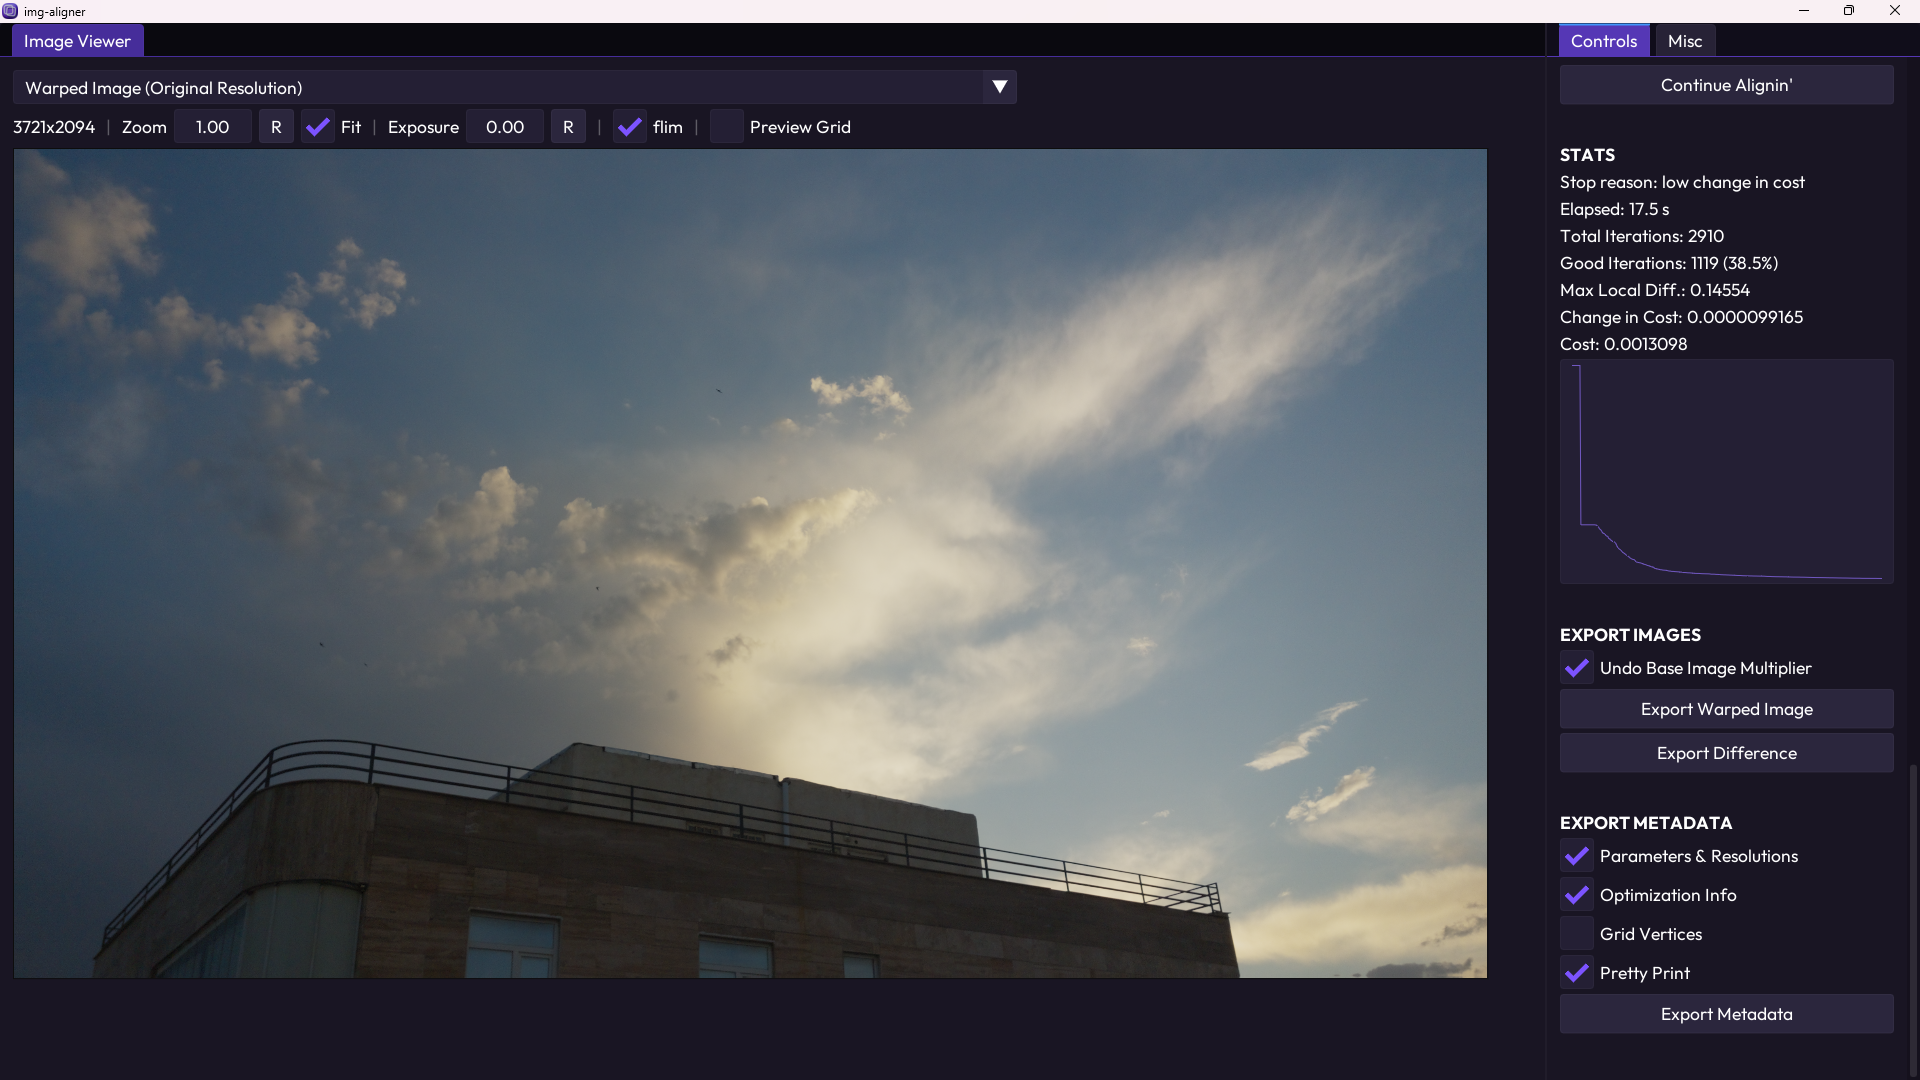 img-aligner
Image Viewer
Controls
Misc
Warped Image (Original Resolution)
3721x2094 | Zoom 1.00 R Fit | Exposure 0.00 R | flim | Preview Grid
Continue Alignin'
STATS
Stop reason: low change in cost
Elapsed: 17.5 s
Total Iterations: 2910
Good Iterations: 1119 (38.5%)
Max Local Diff.: 0.14554
Change in Cost: 0.0000099165
Cost: 0.0013098
EXPORT IMAGES
Undo Base Image Multiplier
Export Warped Image
Export Difference
EXPORT METADATA
Parameters & Resolutions
Optimization Info
Grid Vertices
Pretty Print
Export Metadata